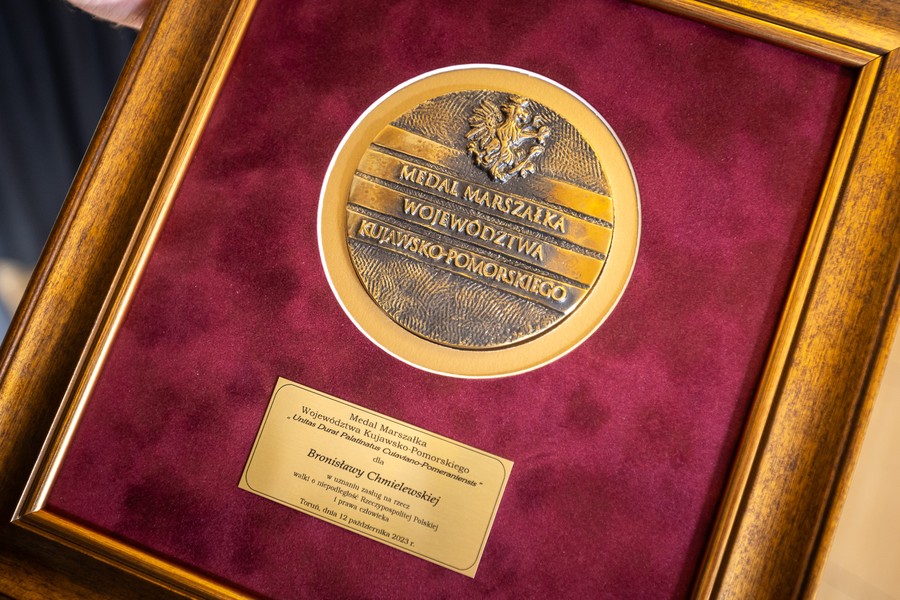 MEDAL MARSZAŁKA
WOJEWÓDZTWA
KUJAWSKO-POMORSKIEGO
Medal Marszałka
Województwa Kujawsko-Pomorskiego
„Unitas Durat Palatinatus Cuiaviano-Pomeraniensis"
dla
Bronisławy Chmielewskiej
w uznaniu zasług na rzecz
walki o niepodległość Rzeczypospolitej Polskiej
i prawa człowieka
Toruń, dnia 12 października 2023 r.